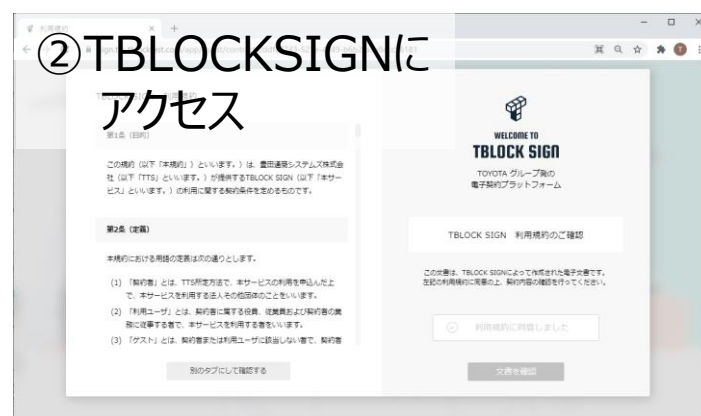 利用規約
②TBLOCKSIGNに
アクセス
第1条（目的）
この規約（以下「本規約」といいます。）は、豊田通商システムズ株式会
社（以下「TTS」といいます。）が提供するTBLOCK SIGN（以下「本サー
ビス」といいます。）の利用に関する契約条件を定めるものです。
第2条（定義）
本規約における用語の定義は次の通りとします。
(1) 「契約者」とは、TTS所定方法で、本サービスの利用を申込んだ上
で、本サービスを利用する法人その他団体のことをいいます。
(2) 「利用ユーザ」とは、契約者に属する役員、従業員および契約者の業
務に従事する者で、本サービスを利用する者をいいます。
(3) 「ゲスト」とは、契約者または利用ユーザに該当しない者で、契約者
別のタブにして確認する
WELCOME TO
TBLOCK SIGN
TOYOTA グループ発の
電子契約プラットフォーム
TBLOCK SIGN 利用規約のご確認
この文書は、TBLOCK SIGNによって作成された電子文書です。
左記の利用規約に同意の上、契約内容の確認を行ってください。
利用規約に同意しました
文書を確認